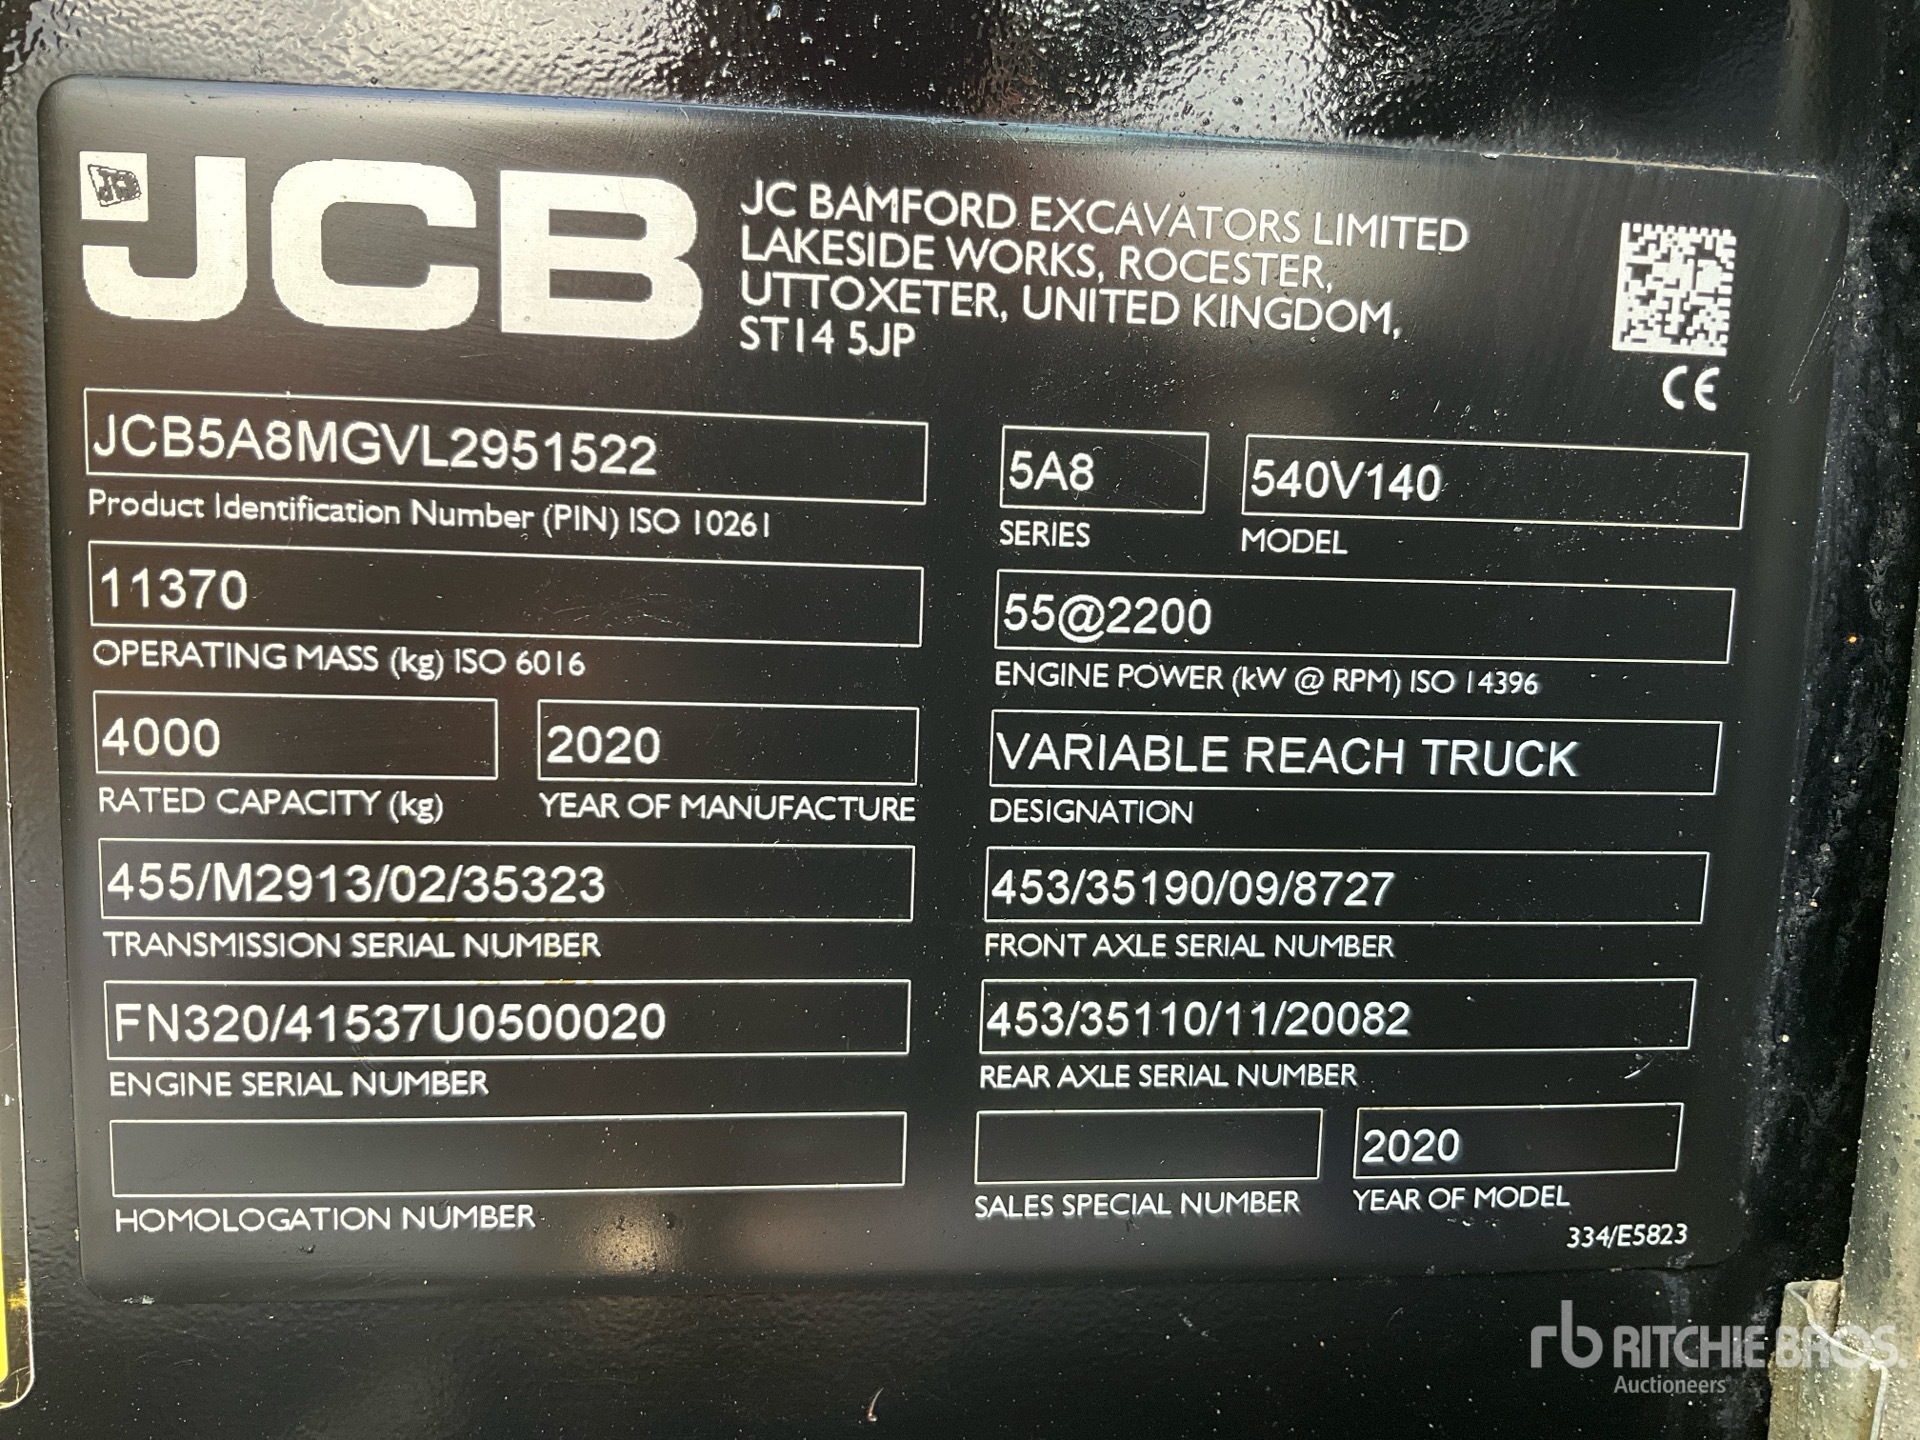 JCB
JC BAMFORD EXCAVATORS LIMITED
LAKESIDE WORKS, ROCESTER,
UTTOXETER, UNITED KINGDOM,
ST14 5JP
CE
JCB5A8MGVL2951522
Product Identification Number (PIN) ISO 10261
5A8
SERIES
540V140
MODEL
11370
OPERATING MASS (kg) ISO 6016
55@2200
ENGINE POWER (kW @ RPM) ISO 14396
4000
RATED CAPACITY (kg)
2020
YEAR OF MANUFACTURE
VARIABLE REACH TRUCK
DESIGNATION
455/M2913/02/35323
TRANSMISSION SERIAL NUMBER
453/35190/09/8727
FRONT AXLE SERIAL NUMBER
FN320/41537U0500020
ENGINE SERIAL NUMBER
453/35110/11/20082
REAR AXLE SERIAL NUMBER
HOMOLOGATION NUMBER
SALES SPECIAL NUMBER
2020
YEAR OF MODEL
334/E5823
rb RITCHIE BROS.
Auctioneers